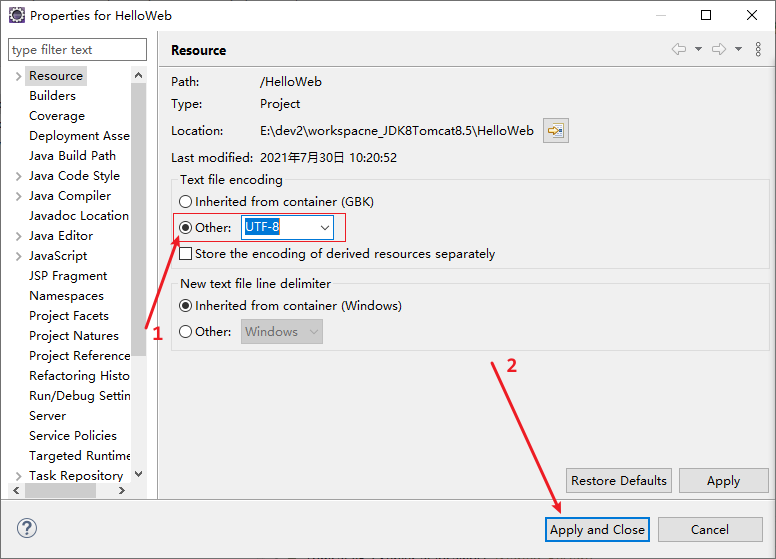 Properties for HelloWeb
type filter text
Resource
Builders
Coverage
Deployment Asse
Java Build Path
Java Code Style
Java Compiler
Javadoc Location
Java Editor
JavaScript
JSP Fragment
Namespaces
Project Facets
Project Natures
Project Reference
Refactoring Histo
Run/Debug Settin
Server
Service Policies
Targeted Runtime
Task Repository
Resource
Path: /HelloWeb
Type: Project
Location: E:\dev2\workspacne_JDK8Tomcat8.5\HelloWeb
Last modified: 2021年7月30日 10:20:52
Text file encoding
Inherited from container (GBK)
Other: UTF-8
Store the encoding of derived resources separately
New text file line delimiter
Inherited from container (Windows)
1
Other: Windows
2
Restore Defaults
Apply
?
Apply and Close
Cancel